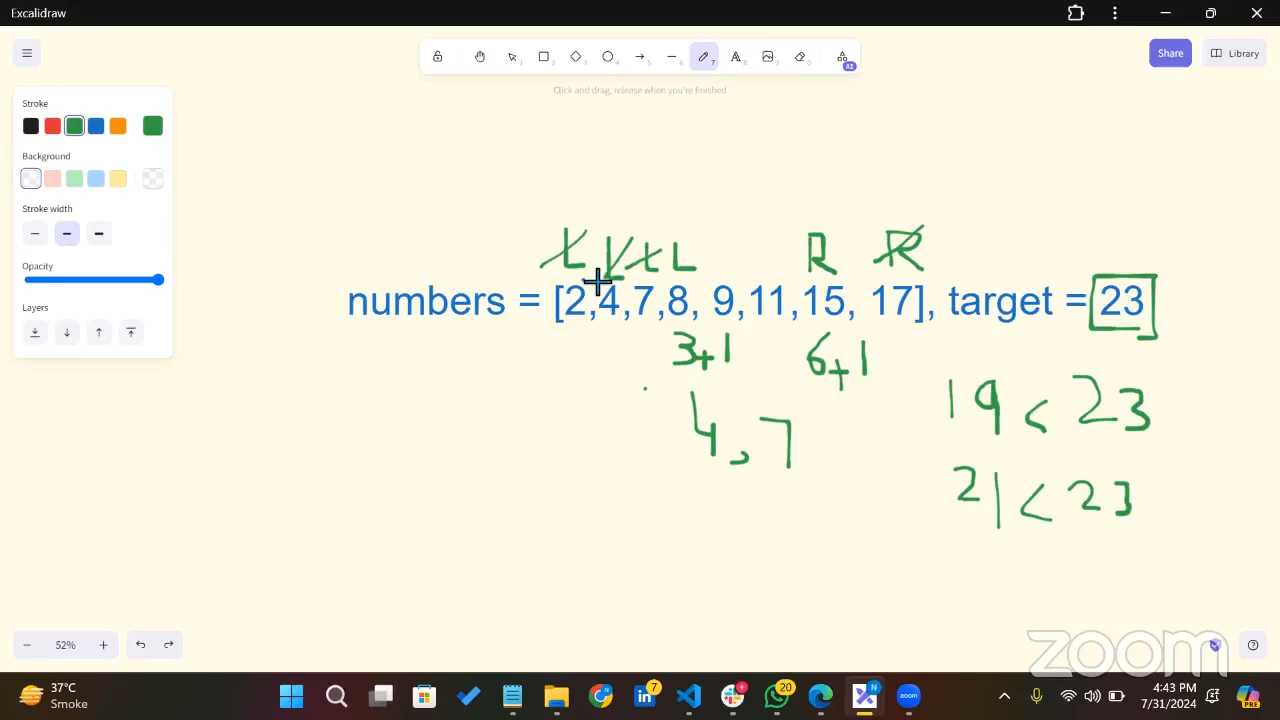 Excalidraw
Share
Library
Click and drag, release when you're finished
Stroke
Background
Stroke width
Opacity
Layers
L L L L R R
numbers = [2,4,7,8, 9,11,15, 17], target = 23
3+1 6+1
4,7
19 < 23
21 < 23
52%
zoom
37°C
Smoke
4:43 PM
7/31/2024